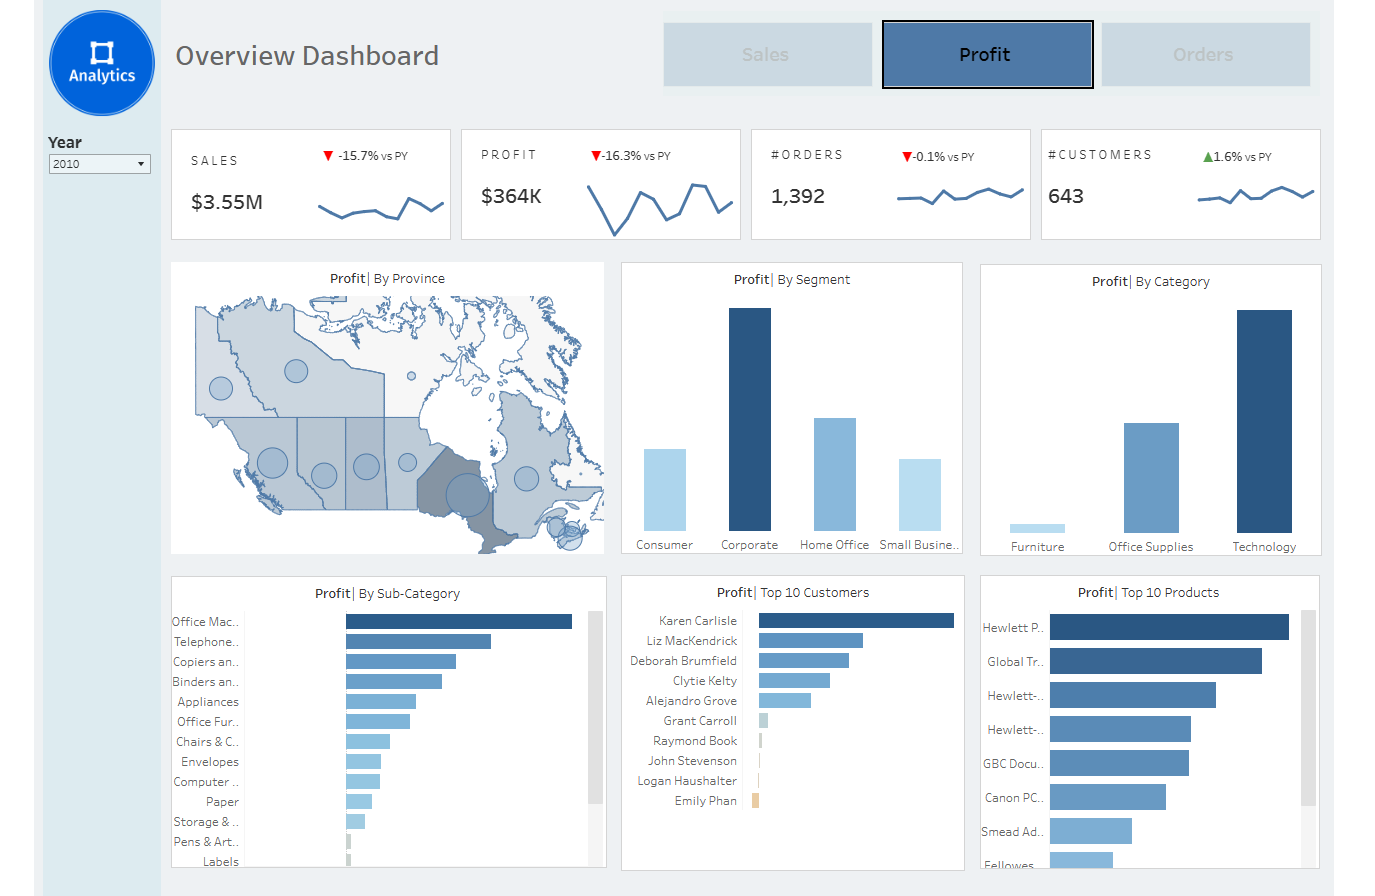 Analytics
Overview Dashboard
Sales
Profit
Orders
Year
2010
SALES
▼ -15.7% vs PY
$3.55M
PROFIT
▼-16.3% vs PY
$364K
#ORDERS
▼-0.1% vs PY
1,392
#CUSTOMERS
▲1.6% vs PY
643
Profit| By Province
Profit| By Segment
Consumer
Corporate
Home Office
Small Busine..
Profit| By Category
Furniture
Office Supplies
Technology
Profit| By Sub-Category
Office Mac..
Telephone..
Copiers an..
Binders an..
Appliances
Office Fur..
Chairs & C..
Envelopes
Computer ..
Paper
Storage & ..
Pens & Art..
Labels
Profit| Top 10 Customers
Karen Carlisle
Liz MacKendrick
Deborah Brumfield
Clytie Kelty
Alejandro Grove
Grant Carroll
Raymond Book
John Stevenson
Logan Haushalter
Emily Phan
Profit| Top 10 Products
Hewlett P..
Global Tr..
Hewlett-..
Hewlett-..
GBC Docu..
Canon PC..
Smead Ad..
Fellowes..